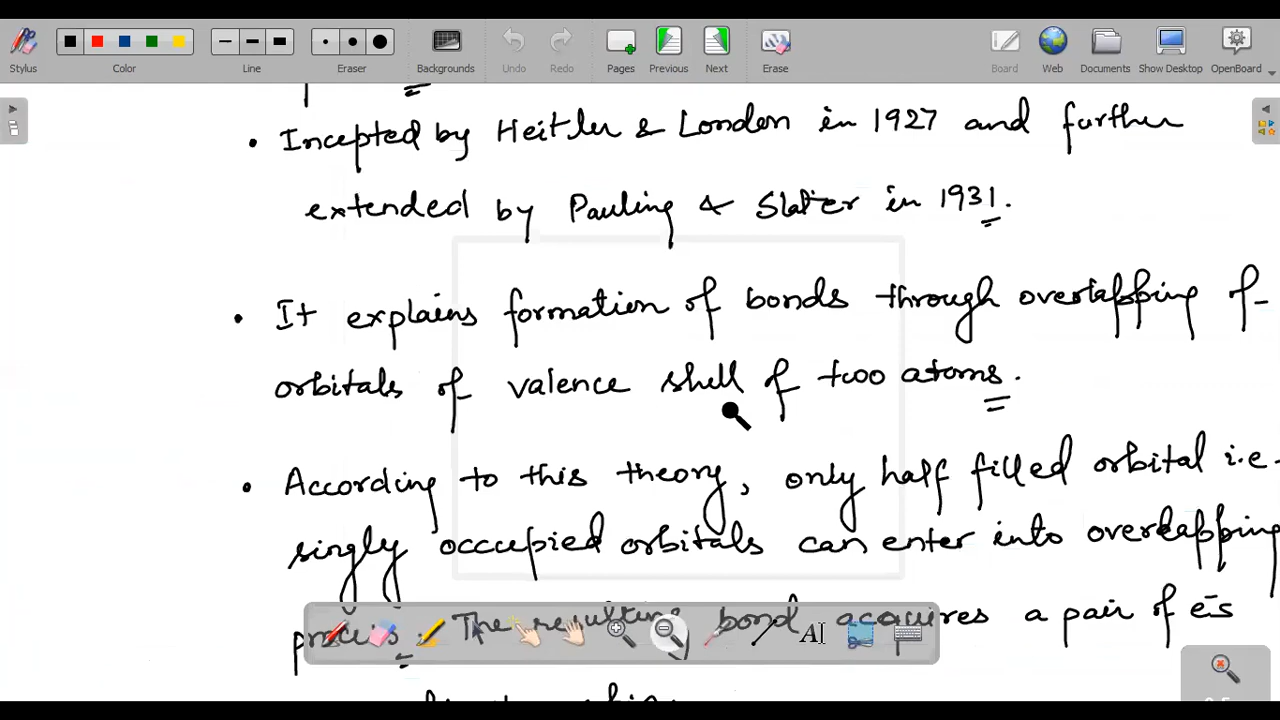 Stylus Color Line Eraser Backgrounds Undo Redo Pages Previous Next Erase Board Web Documents Show Desktop OpenBoard
• Incepted by Heitler & London in 1927 and further
extended by Pauling & Slater in 1931.
• It explains formation of bonds through overlapping of
orbitals of valence shell of two atoms.
• According to this theory, only half filled orbital i.e.
singly occupied orbitals can enter into overlapping
process. The resulting bond acquires a pair of e⁻s